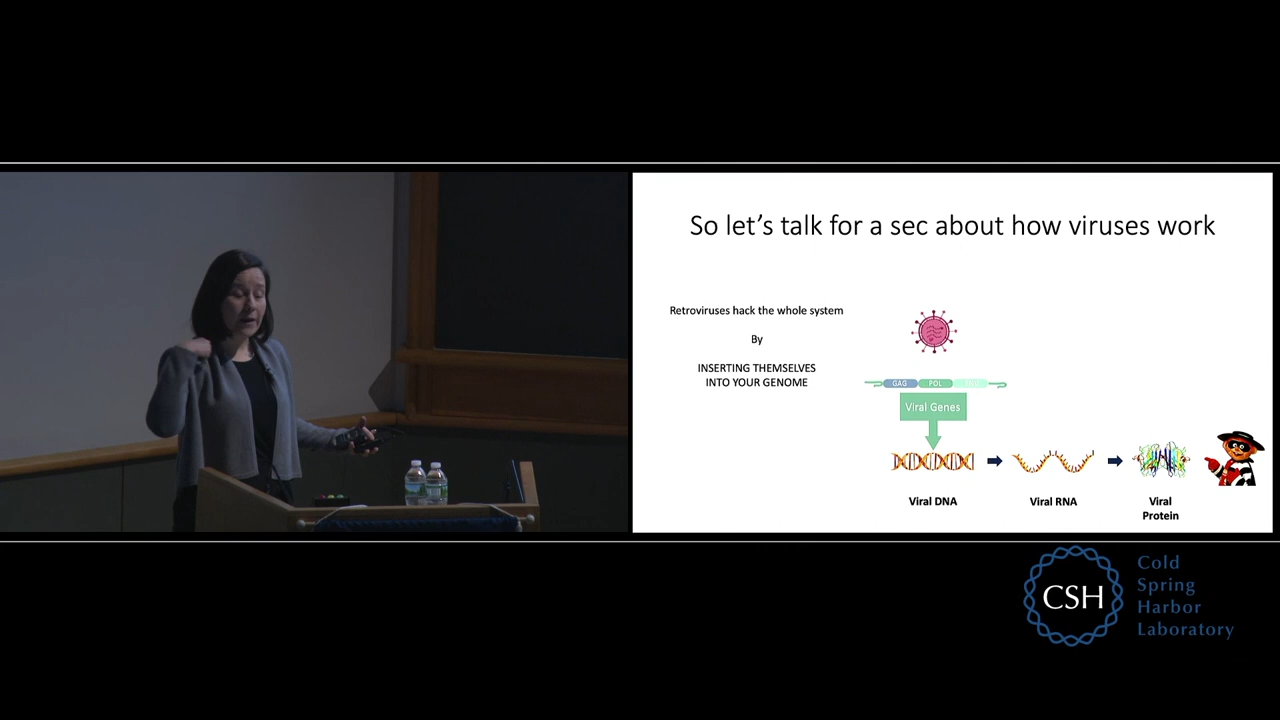 So let's talk for a sec about how viruses work
Retroviruses hack the whole system
By
INSERTING THEMSELVES
INTO YOUR GENOME
GAG
POL
Viral Genes
Viral DNA
Viral RNA
Viral
Protein
CSH
Cold
Spring
Harbor
Laboratory